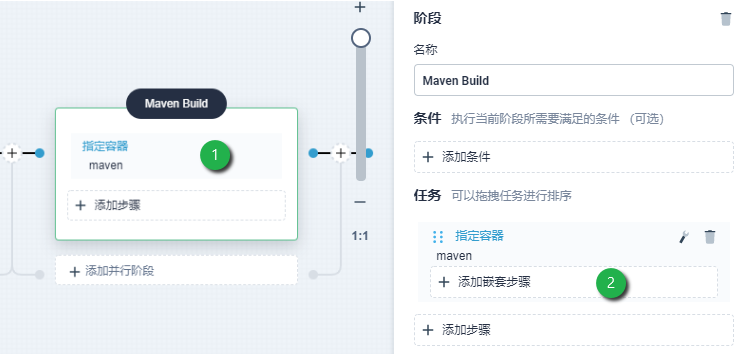 Maven Build
指定容器
maven
1
+ 添加步骤
+ 添加并行阶段
1:1
阶段
名称
Maven Build
条件 执行当前阶段所需要满足的条件 (可选)
+ 添加条件
任务 可以拖拽任务进行排序
指定容器
maven
+ 添加嵌套步骤
2
+ 添加步骤